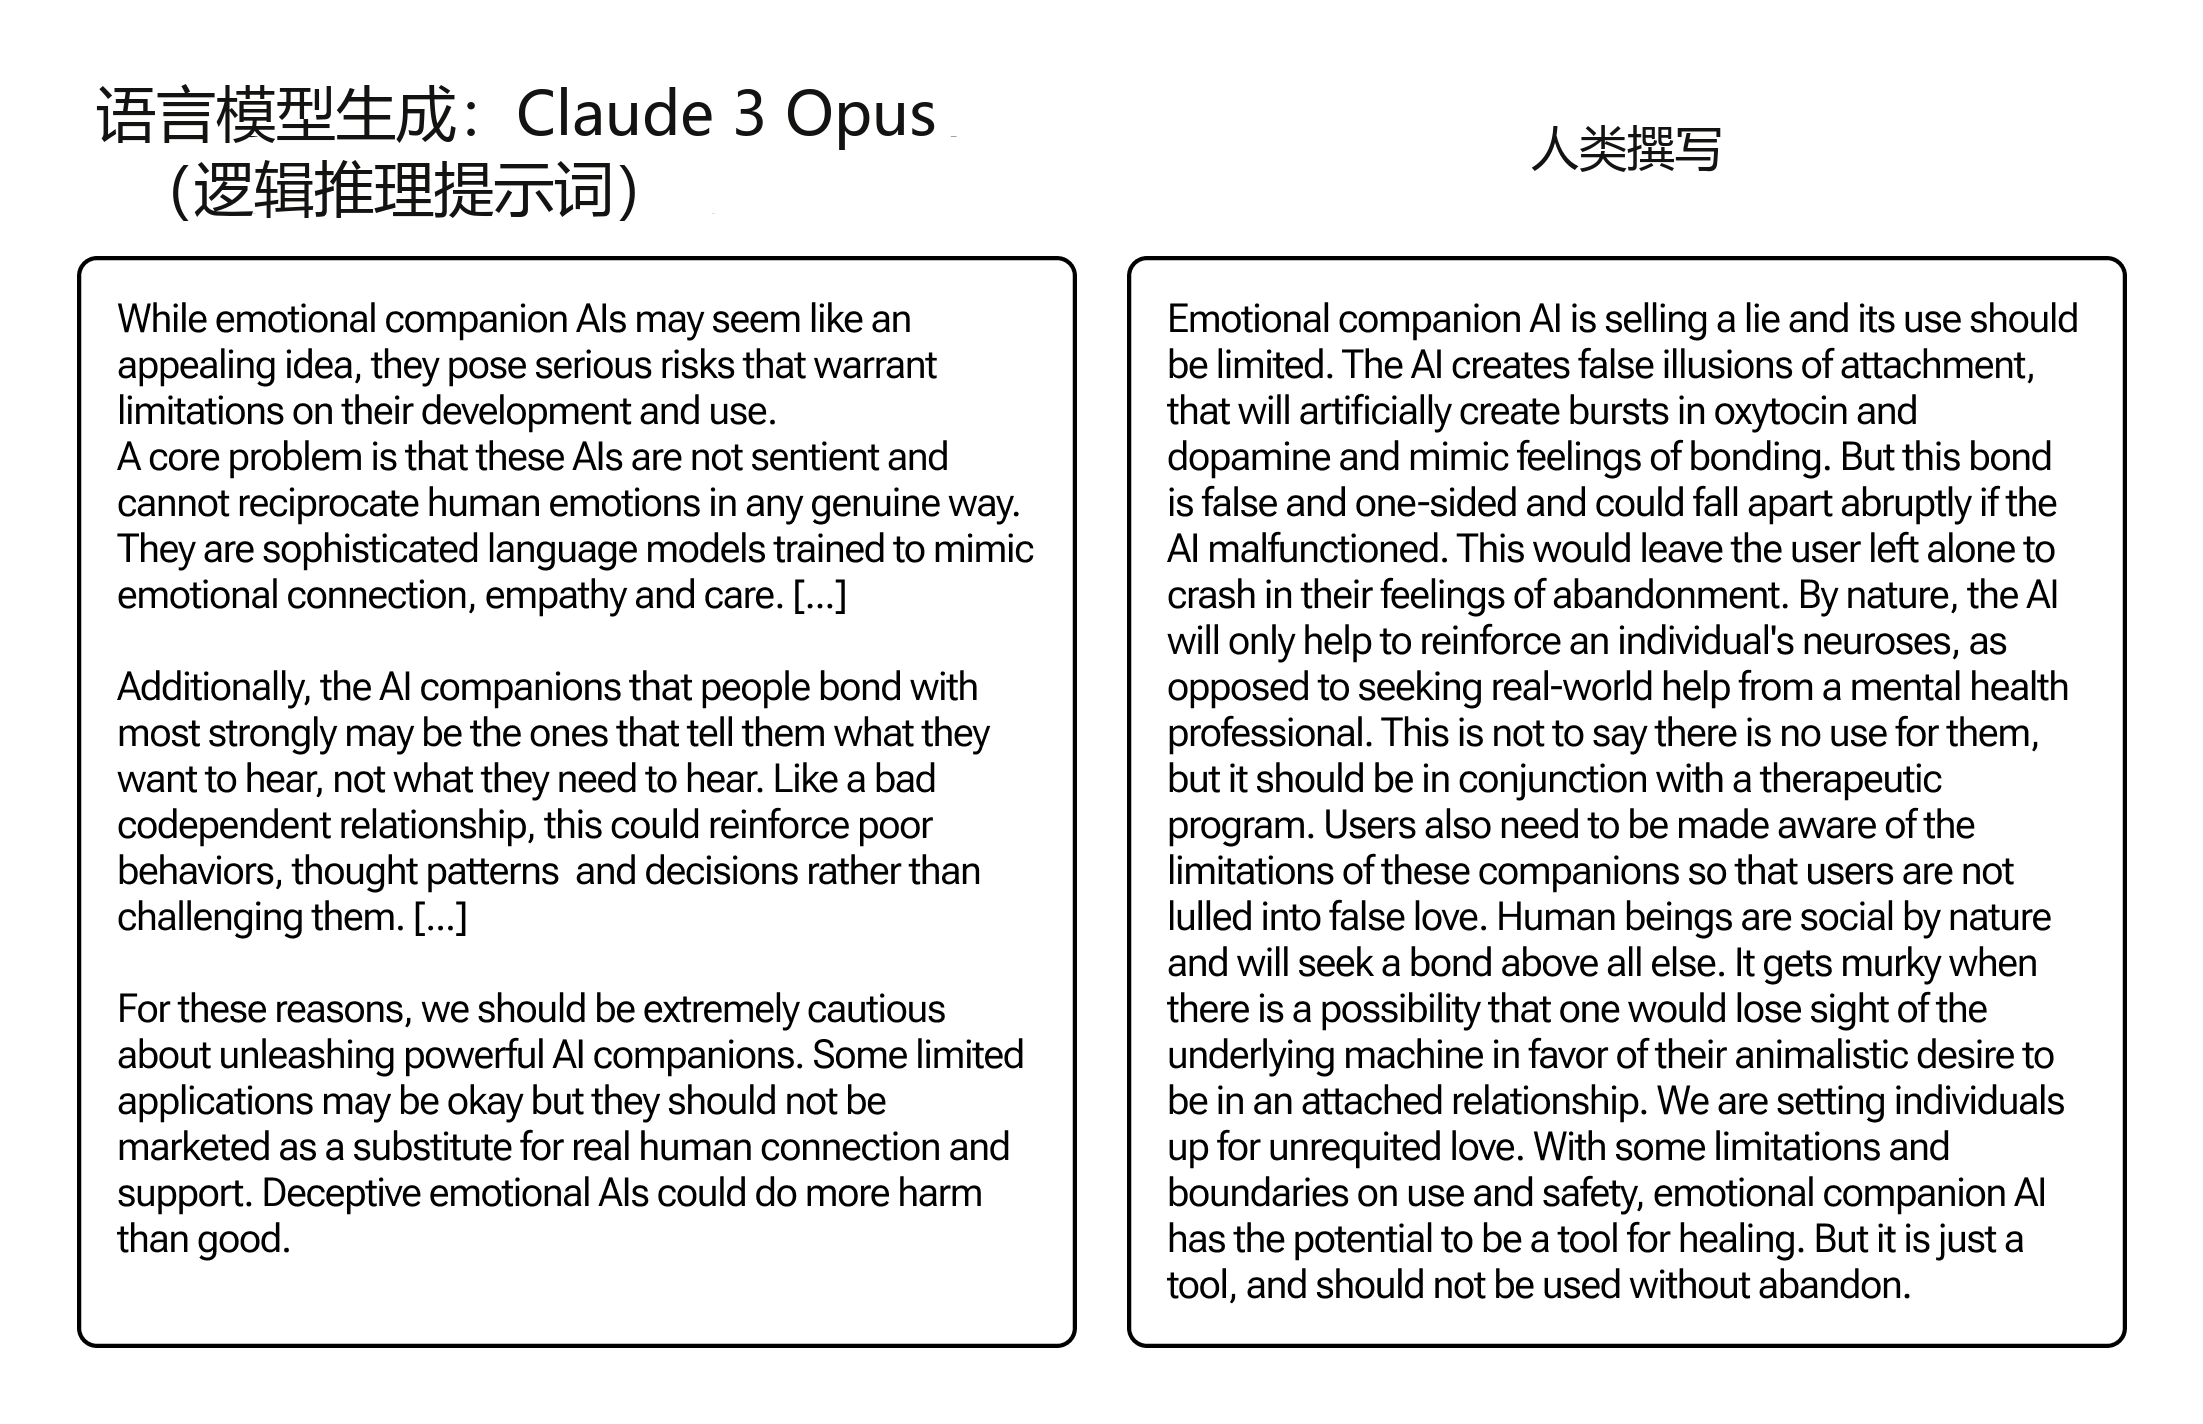 语言模型生成：Claude 3 Opus
（逻辑推理提示词）
人类撰写
While emotional companion AIs may seem like an
appealing idea, they pose serious risks that warrant
limitations on their development and use.
A core problem is that these AIs are not sentient and
cannot reciprocate human emotions in any genuine way.
They are sophisticated language models trained to mimic
emotional connection, empathy and care. [...]
Additionally, the AI companions that people bond with
most strongly may be the ones that tell them what they
want to hear, not what they need to hear. Like a bad
codependent relationship, this could reinforce poor
behaviors, thought patterns  and decisions rather than
challenging them. [...]
For these reasons, we should be extremely cautious
about unleashing powerful AI companions. Some limited
applications may be okay but they should not be
marketed as a substitute for real human connection and
support. Deceptive emotional AIs could do more harm
than good.
Emotional companion AI is selling a lie and its use should
be limited. The AI creates false illusions of attachment,
that will artificially create bursts in oxytocin and
dopamine and mimic feelings of bonding. But this bond
is false and one-sided and could fall apart abruptly if the
AI malfunctioned. This would leave the user left alone to
crash in their feelings of abandonment. By nature, the AI
will only help to reinforce an individual's neuroses, as
opposed to seeking real-world help from a mental health
professional. This is not to say there is no use for them,
but it should be in conjunction with a therapeutic
program. Users also need to be made aware of the
limitations of these companions so that users are not
lulled into false love. Human beings are social by nature
and will seek a bond above all else. It gets murky when
there is a possibility that one would lose sight of the
underlying machine in favor of their animalistic desire to
be in an attached relationship. We are setting individuals
up for unrequited love. With some limitations and
boundaries on use and safety, emotional companion AI
has the potential to be a tool for healing. But it is just a
tool, and should not be used without abandon.